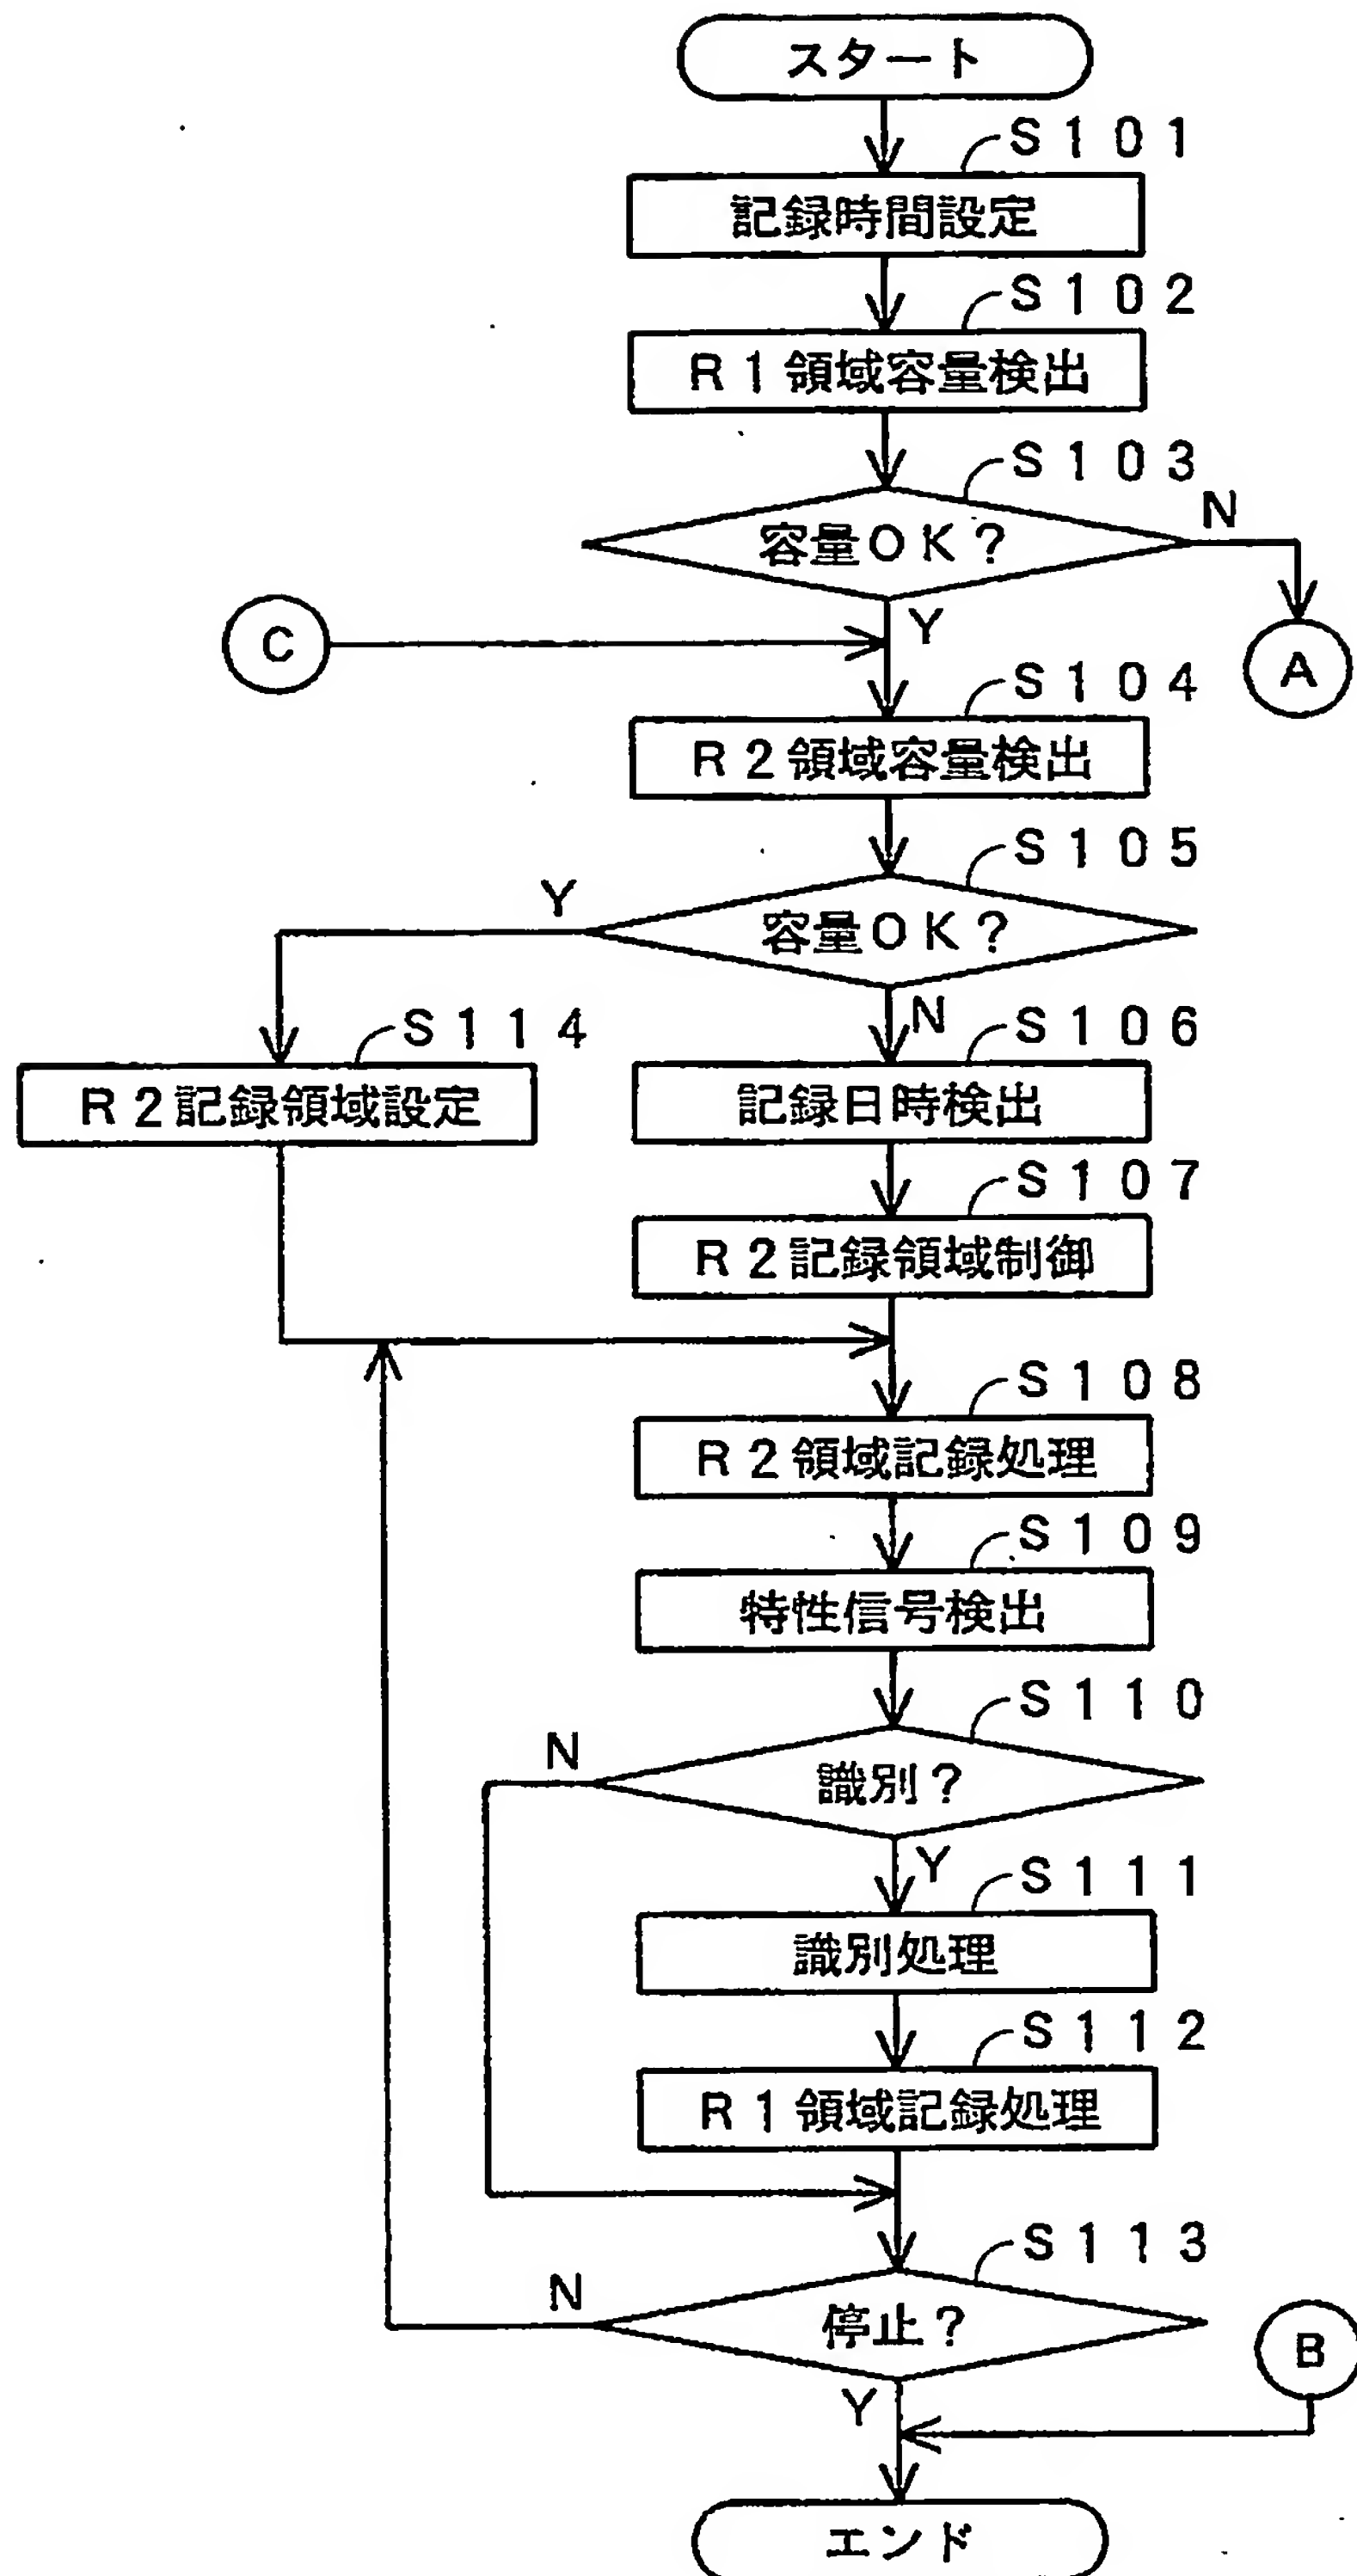 スタート
S101
記録時間設定
S102
R1領域容量検出
S103
容量OK?
N
Y
C
A
S104
R2領域容量検出
S105
Y
容量OK?
N
S106
S114
R2記録領域設定
記録日時検出
S107
R2記録領域制御
S108
R2領域記録処理
S109
特性信号検出
S110
N
識別?
Y
S111
識別処理
S112
R1領域記録処理
S113
N
停止?
B
Y
エンド